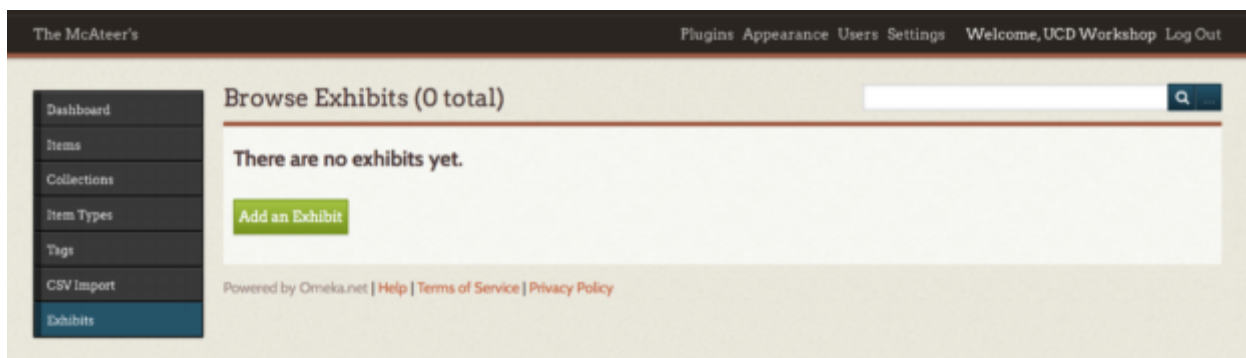 The McAteer's
Plugins Appearance Users Settings Welcome, UCD Workshop Log Out
Dashboard
Items
Collections
Item Types
Tags
CSV Import
Exhibits
Browse Exhibits (0 total)
...
There are no exhibits yet.
Add an Exhibit
Powered by Omeka.net | Help | Terms of Service | Privacy Policy